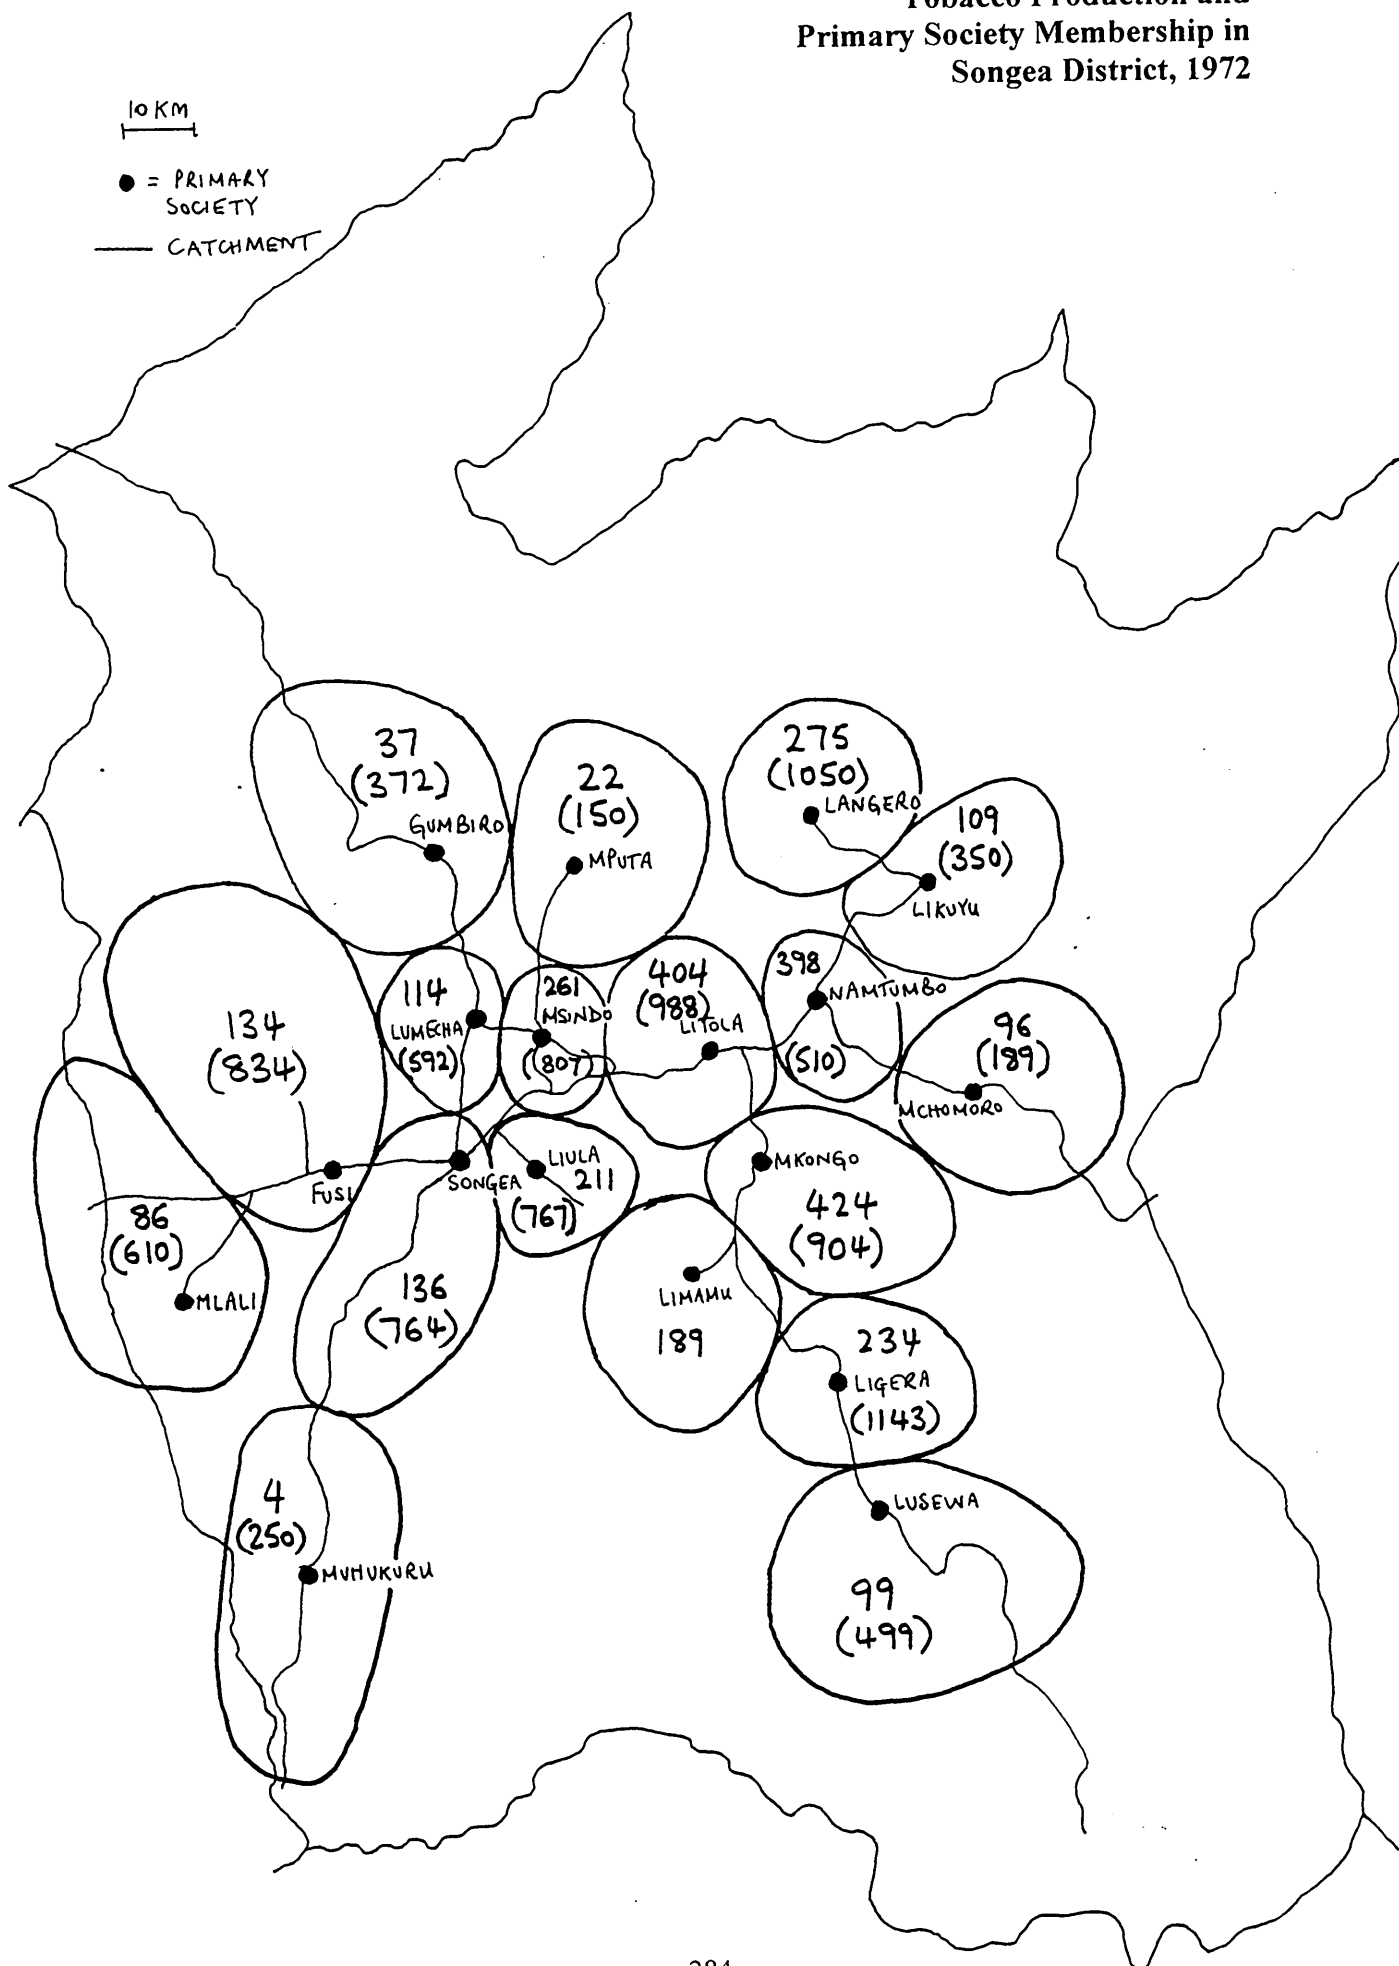 Tobacco Production and
Primary Society Membership in
Songea District, 1972
10 KM
= PRIMARY
SOCIETY
CATCHMENT
37
(372)
GUMBIRO
22
(150)
MPUTA
275
(1050)
LANGERO
109
(350)
LIKUYU
134
(834)
FUSI
114
LUMECHA
(592)
261
MSINDO
(807)
404
(988)
LITOLA
398
NAMTUMBO
(510)
96
(189)
MCHOMORO
86
(610)
MLALI
SONGEA
136
(764)
LIULA
211
(767)
MKONGO
424
(904)
LIMAMU
189
234
LIGERA
(1143)
4
(250)
MUHUKURU
LUSEWA
99
(499)
284